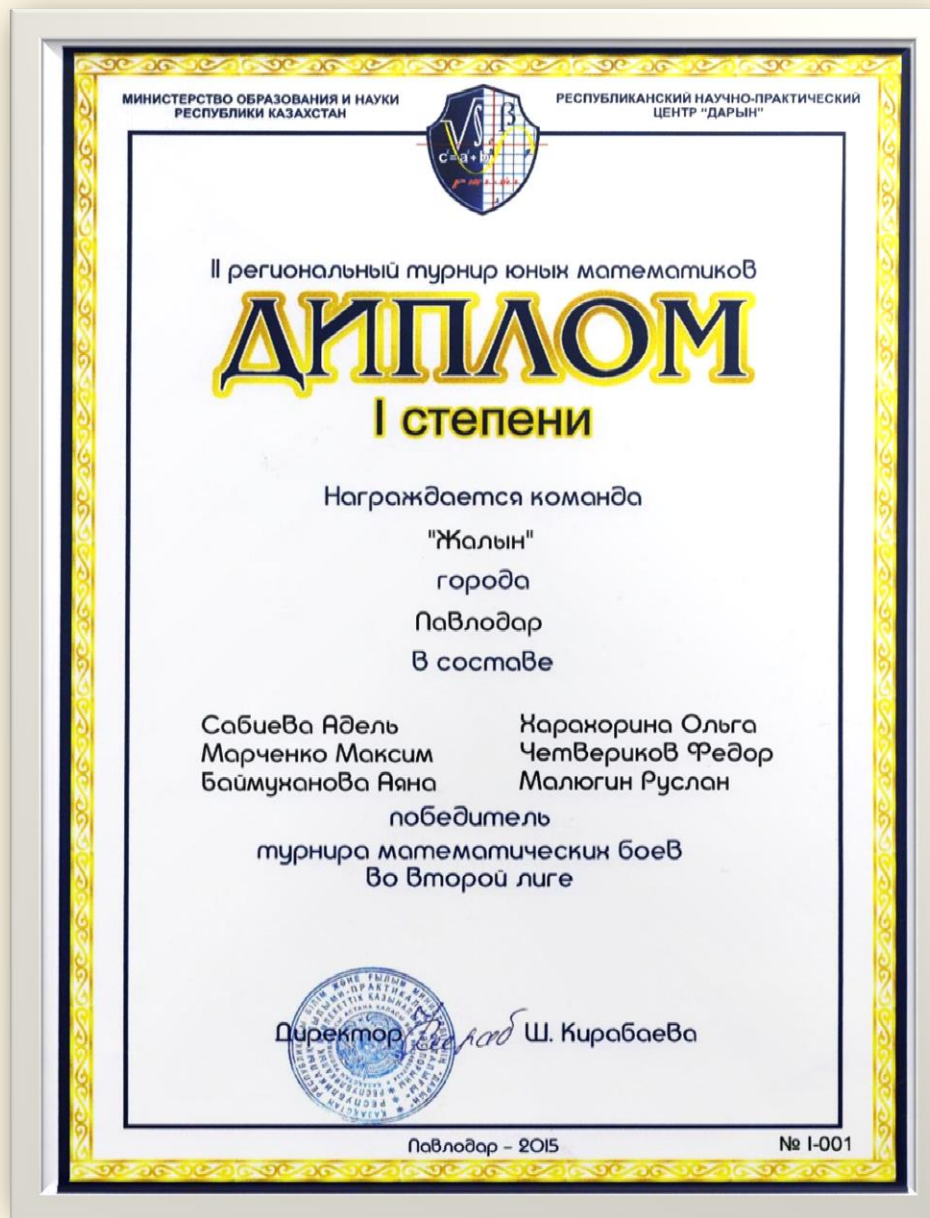 МИНИСТЕРСТВО ОБРАЗОВАНИЯ И НАУКИ
РЕСПУБЛИКИ КАЗАХСТАН
РЕСПУБЛИКАНСКИЙ НАУЧНО-ПРАКТИЧЕСКИЙ
ЦЕНТР "ДАРЫН"
II региональный турнир юных математиков
ДИПЛОМ
I степени
Награждается команда
"Жалын"
города
Павлодар
в составе
Сабиева Адель
Марченко Максим
Баймуханова Аяна
Харахорина Ольга
Четвериков Федор
Малюгин Руслан
победитель
турнира математических боев
во второй лиге
Директор Ш. Кирабаева
Павлодар - 2015
№ I-001